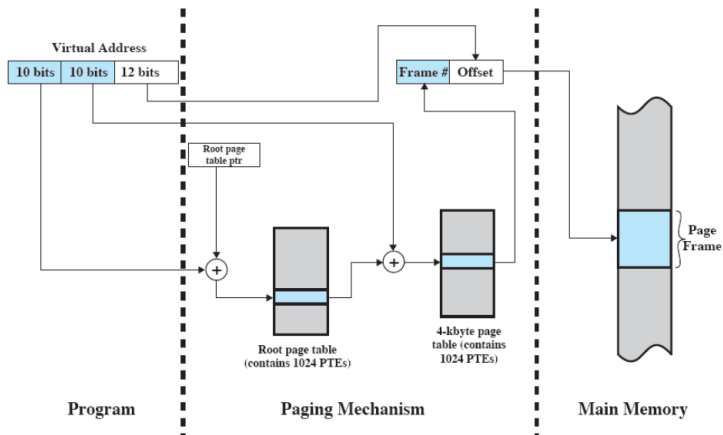 Virtual Address
10 bits 10 bits 12 bits
Frame # Offset
Root page
table ptr
+
+
Root page table
(contains 1024 PTEs)
4-kbyte page
table (contains
1024 PTEs)
Page
Frame
Program
Paging Mechanism
Main Memory